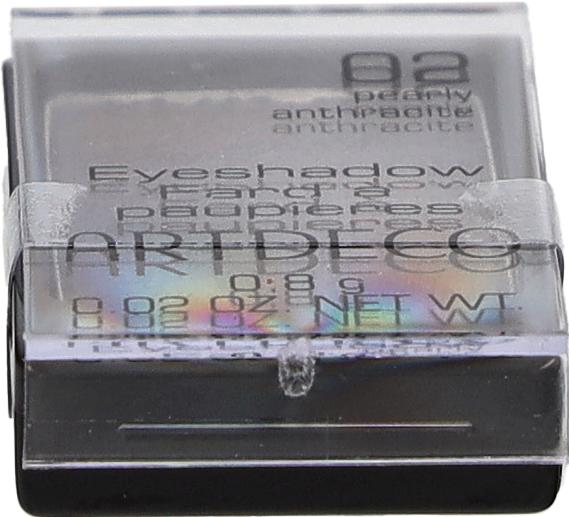 02
pearly
anthracite
Eyeshadow
Fard à
paupières
ARTDECO
0.8 g
0.02 OZ. NET WT.